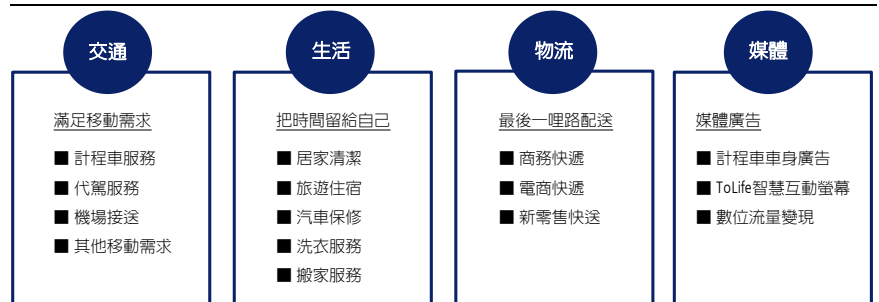 交通
滿足移動需求
■ 計程車服務
■ 代駕服務
■ 機場接送
■ 其他移動需求
生活
把時間留給自己
■ 居家清潔
■ 旅遊住宿
■ 汽車保修
■ 洗衣服務
■ 搬家服務
物流
最後一哩路配送
■ 商務快遞
■ 電商快遞
■ 新零售快送
媒體
媒體廣告
■ 計程車車身廣告
■ ToLife智慧互動螢幕
■ 數位流量變現